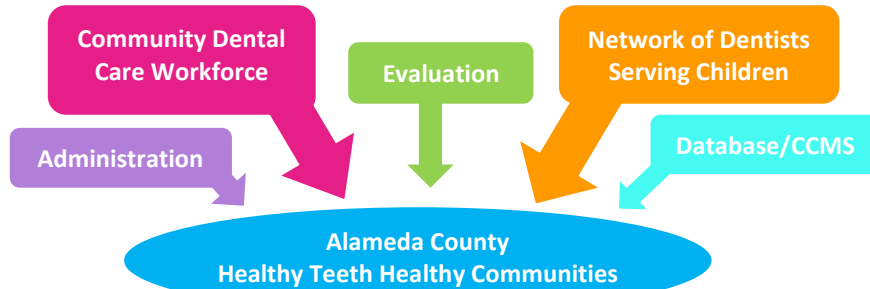 Community Dental
Care Workforce
Evaluation
Network of Dentists
Serving Children
Administration
Database/CCMS
Alameda County
Healthy Teeth Healthy Communities